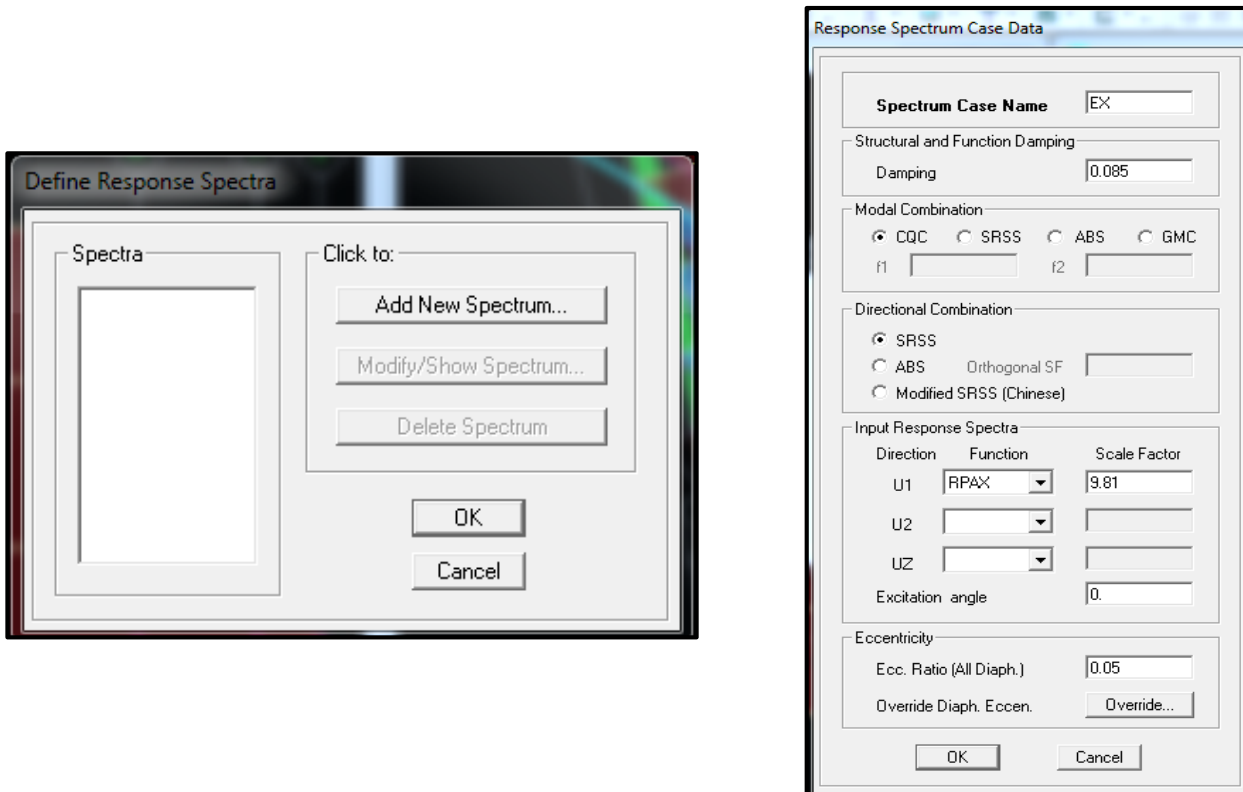 Define Response Spectra
Spectra
Click to:
Add New Spectrum...
Modify/Show Spectrum...
Delete Spectrum
OK
Cancel
Response Spectrum Case Data
Spectrum Case Name EX
Structural and Function Damping
Damping 0.085
Modal Combination
CQC SRSS ABS GMC
f1 f2
Directional Combination
SRSS
ABS Orthogonal SF
Modified SRSS (Chinese)
Input Response Spectra
Direction Function Scale Factor
U1 RPAX 9.81
U2
UZ
Excitation angle 0.
Eccentricity
Ecc. Ratio (All Diaph.) 0.05
Override Diaph. Eccen. Override...
OK Cancel